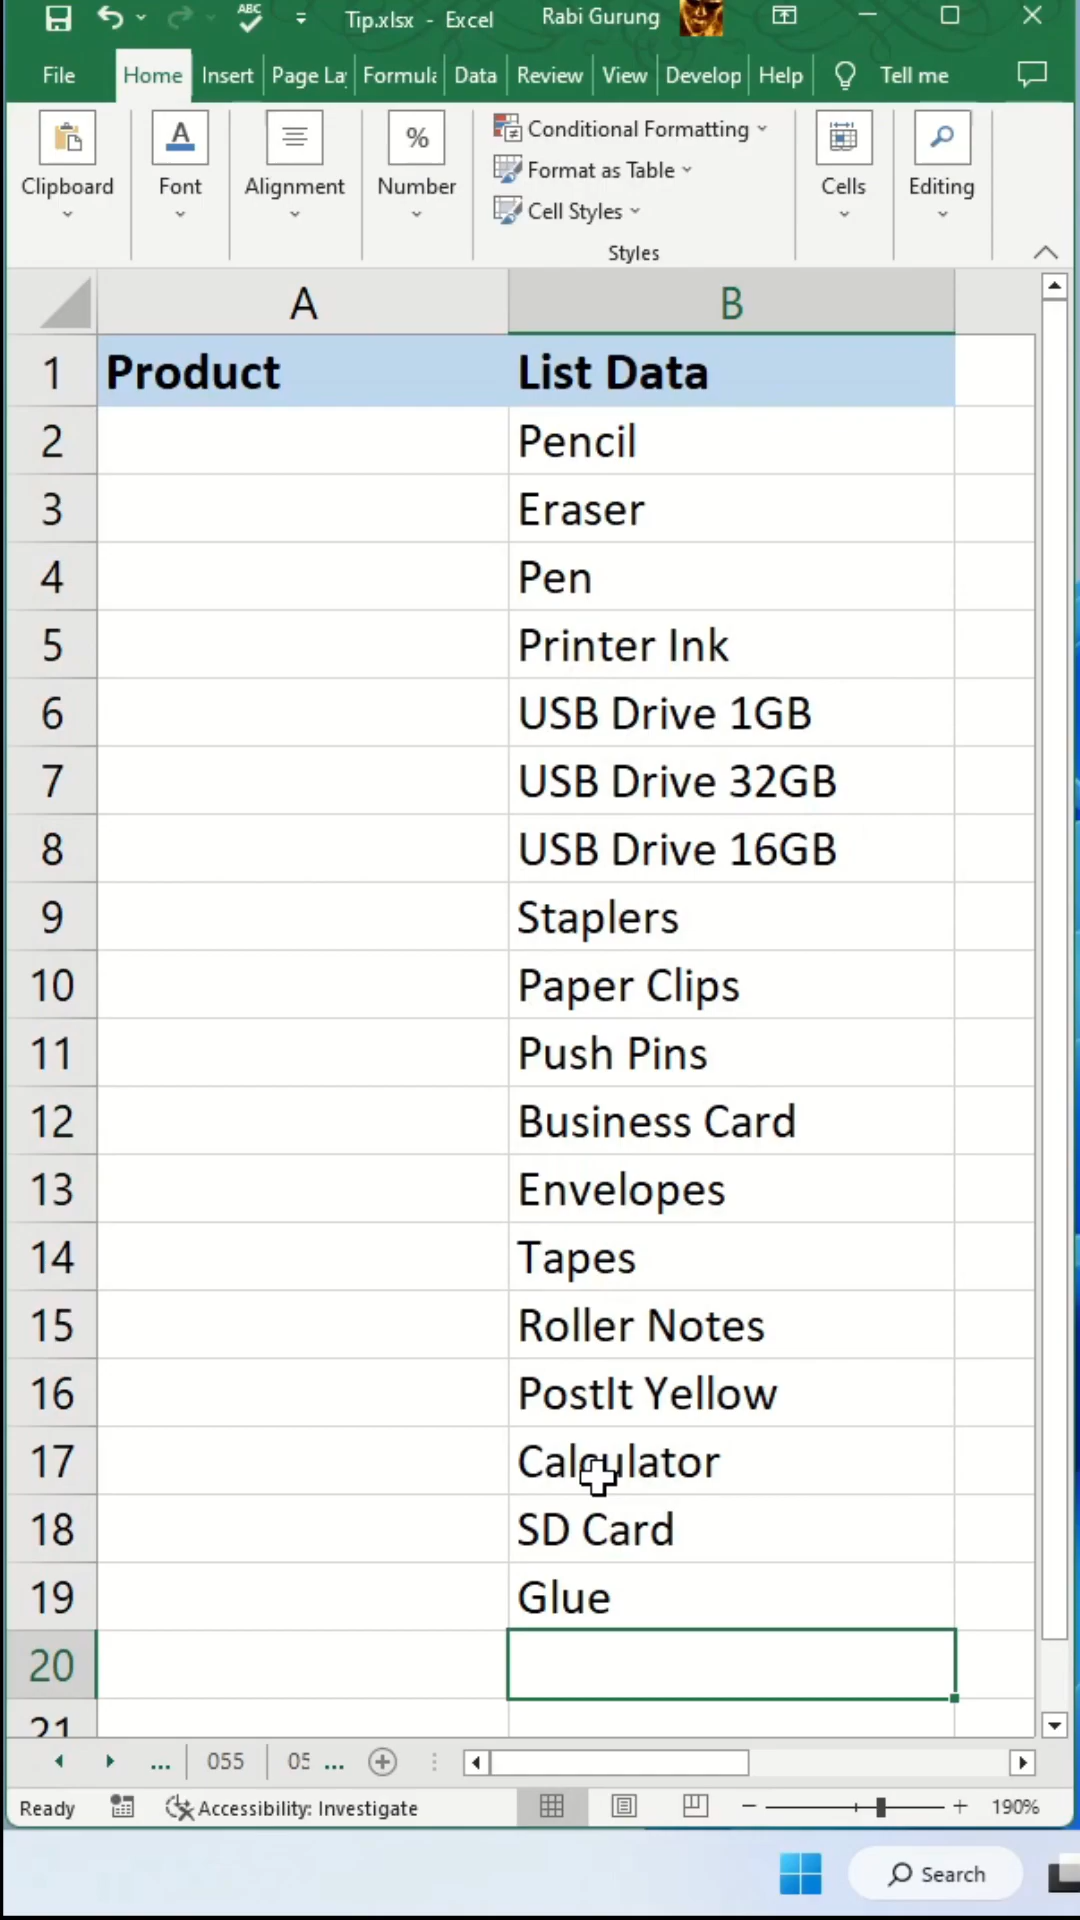 ABC
Tip.xlsx - Excel
Rabi Gurung
File Home Insert Page La Formula Data Review View Develop Help Tell me
Clipboard
Font
Alignment
%
Number
Conditional Formatting
Format as Table
Cell Styles
Styles
Cells
Editing
A B
1 Product List Data
2 Pencil
3 Eraser
4 Pen
5 Printer Ink
6 USB Drive 1GB
7 USB Drive 32GB
8 USB Drive 16GB
9 Staplers
10 Paper Clips
11 Push Pins
12 Business Card
13 Envelopes
14 Tapes
15 Roller Notes
16 PostIt Yellow
17 Calculator
18 SD Card
19 Glue
20
21
... 055 05 ...
Ready Accessibility: Investigate 190%
Search